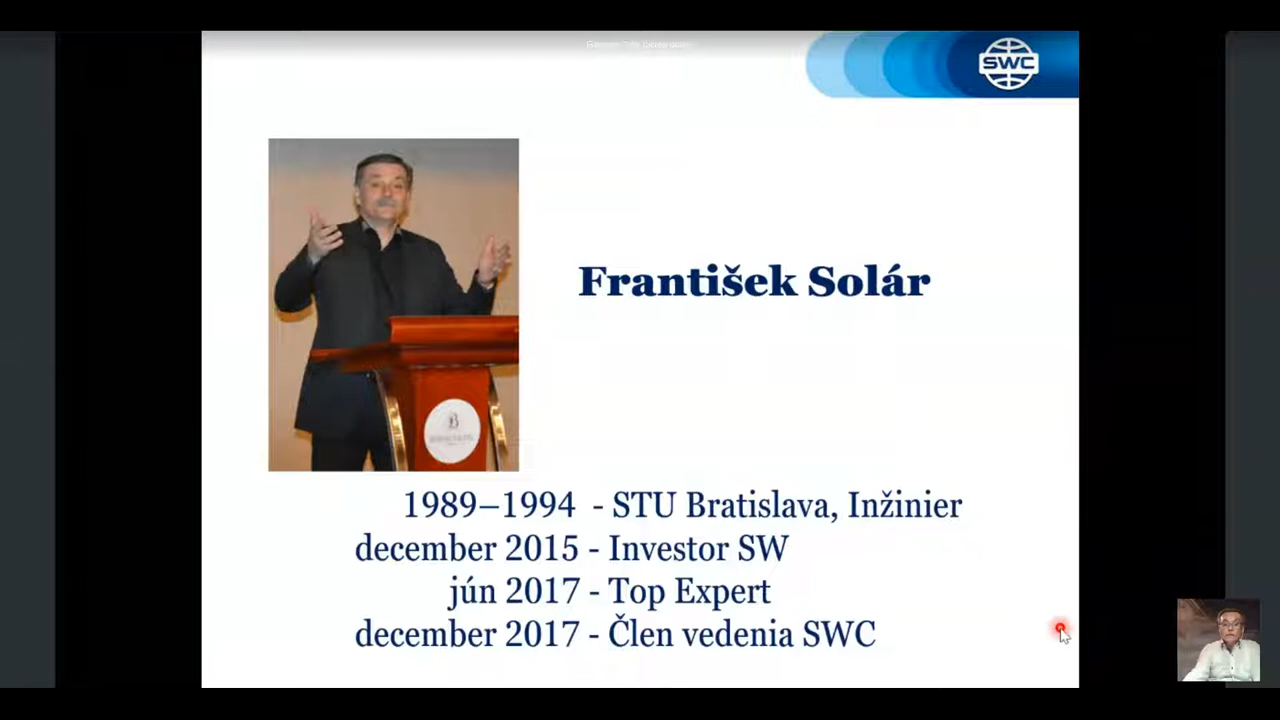 SWC
František Solár
1989–1994 - STU Bratislava, Inžinier
december 2015 - Investor SW
jún 2017 - Top Expert
december 2017 - Člen vedenia SWC